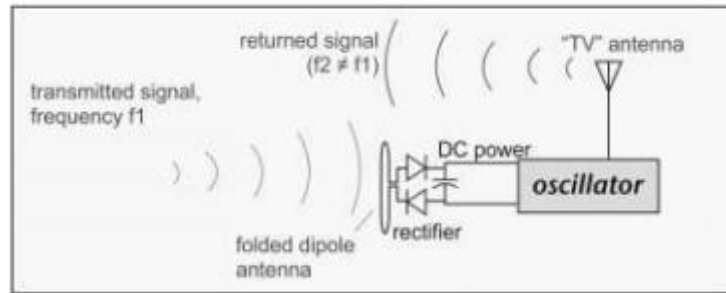 returned signal
(f2 ≠ f1)
"TV" antenna
transmitted signal,
frequency f1
DC power
oscillator
rectifier
folded dipole
antenna